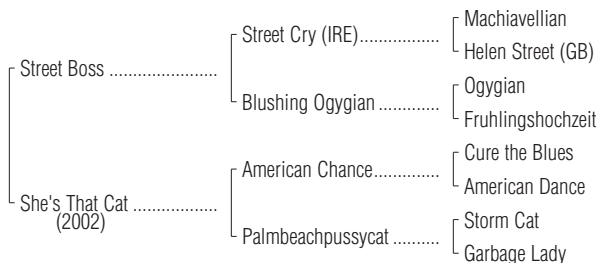 Machiavellian
Street Cry (IRE)..................
Helen Street (GB)
Street Boss ........................
Ogygian
Blushing Ogygian .............
Fruhlingshochzeit
Cure the Blues
American Chance...............
American Dance
She's That Cat ...................
(2002)
Storm Cat
Palmbeachpussycat ..........
Garbage Lady